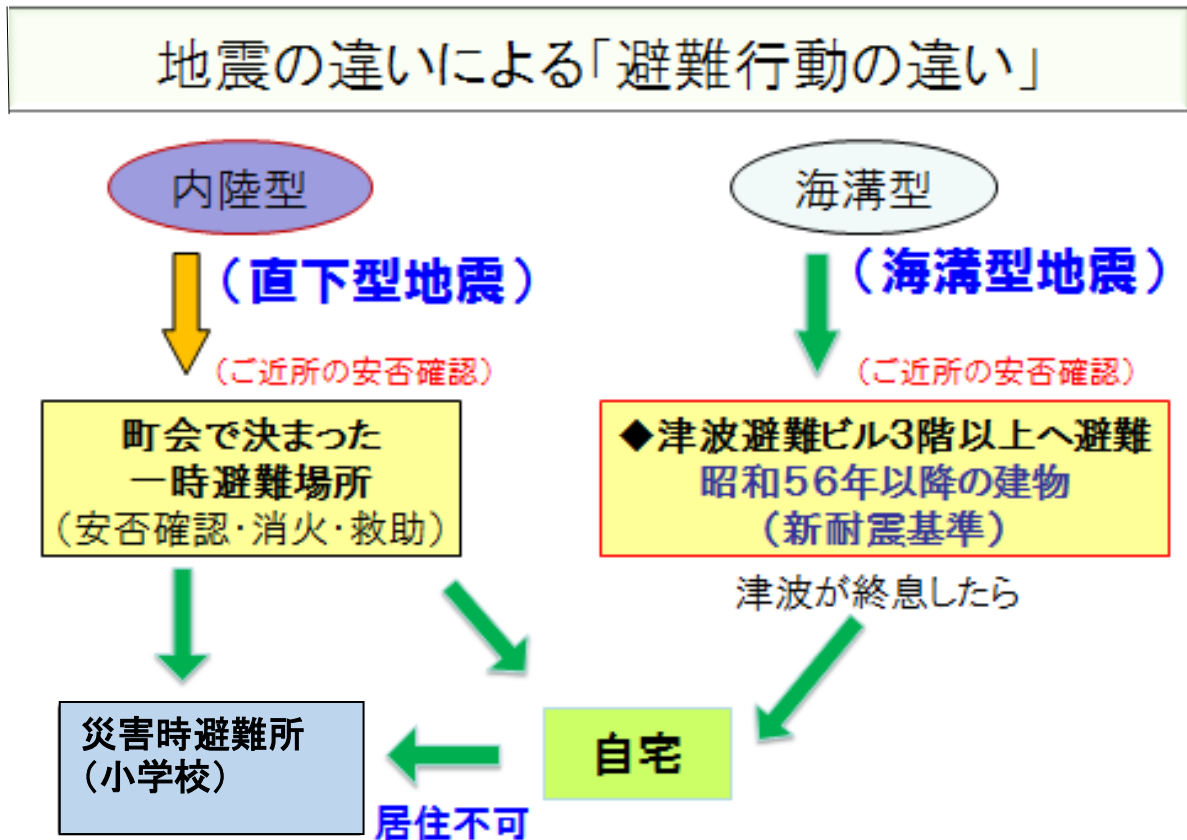 地震の違いによる「避難行動の違い」
内陸型
海溝型
（直下型地震）
（海溝型地震）
（ご近所の安否確認）
（ご近所の安否確認）
町会で決まった
一時避難場所
（安否確認・消火・救助）
◆津波避難ビル3階以上へ避難
昭和56年以降の建物
（新耐震基準）
津波が終息したら
災害時避難所
（小学校）
自宅
居住不可